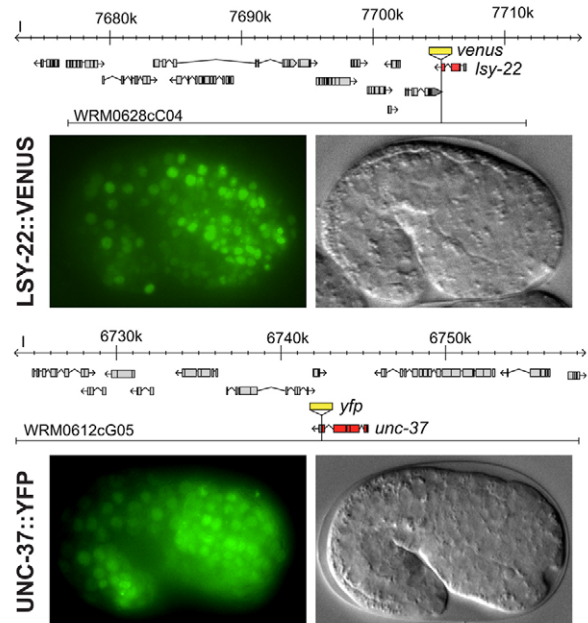 I
7680k 7690k 7700k 7710k
venus
lsy-22
WRM0628cC04
LSY-22::VENUS
I
6730k 6740k 6750k
yfp
unc-37
WRM0612cG05
UNC-37::YFP